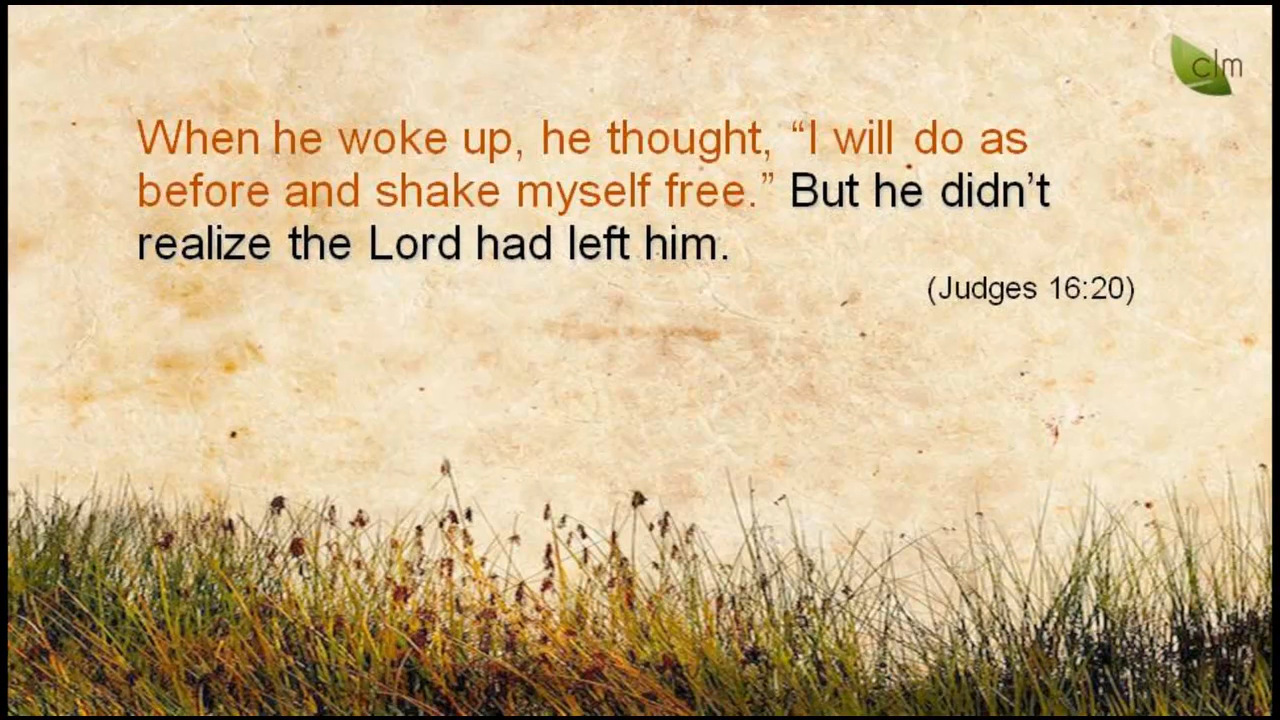 clm
When he woke up, he thought, “I will do as
before and shake myself free.” But he didn’t
realize the Lord had left him.
(Judges 16:20)